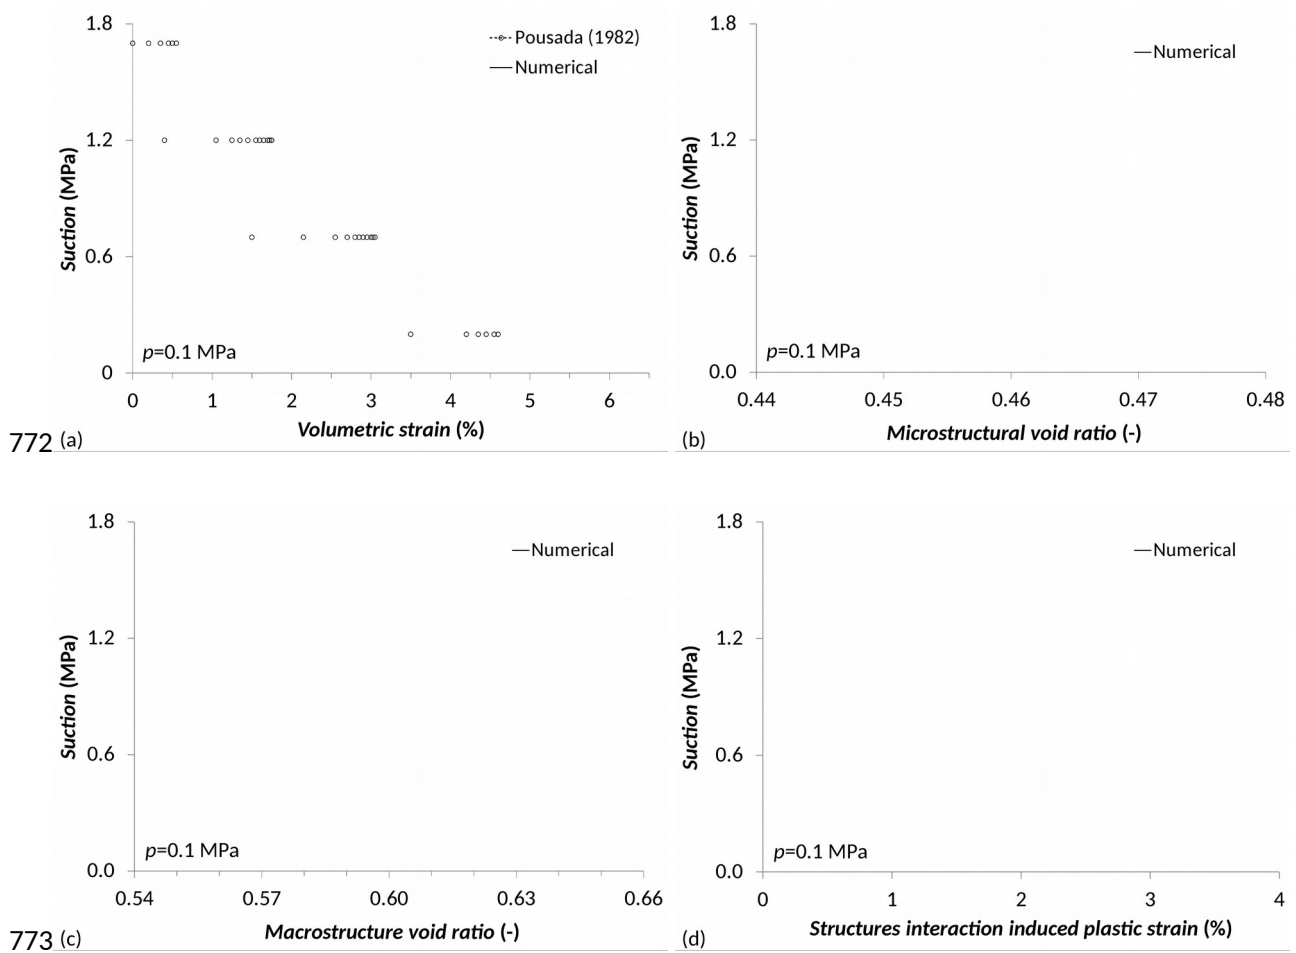 1.8
1.2
0.6
0
Suction (MPa)
Pousada (1982)
Numerical
p=0.1 MPa
0 1 2 3 4 5 6
Volumetric strain (%)
772 (a)
1.8
1.2
0.6
0.0
Suction (MPa)
Numerical
p=0.1 MPa
0.44 0.45 0.46 0.47 0.48
Microstructural void ratio (-)
(b)
1.8
1.2
0.6
0.0
Suction (MPa)
Numerical
p=0.1 MPa
0.54 0.57 0.60 0.63 0.66
Macrostructure void ratio (-)
773 (c)
1.8
1.2
0.6
0.0
Suction (MPa)
Numerical
p=0.1 MPa
0 1 2 3 4
Structures interaction induced plastic strain (%)
(d)